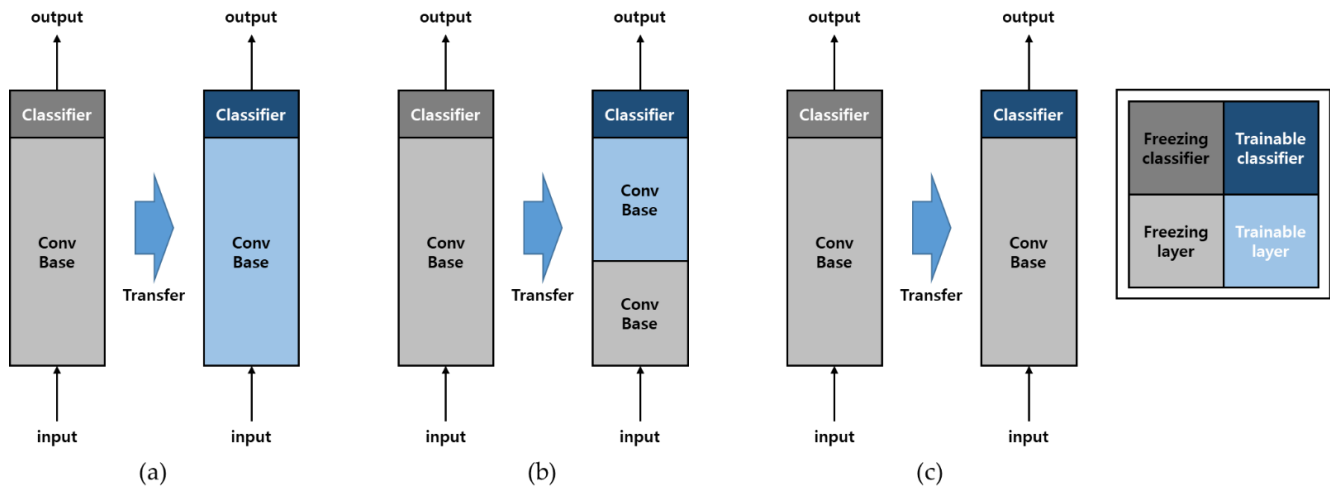 output
output
output
output
output
output
Classifier
Classifier
Classifier
Classifier
Classifier
Classifier
Freezing
classifier
Trainable
classifier
Conv
Base
Conv
Base
Conv
Base
Conv
Base
Conv
Base
Conv
Base
Conv
Base
Freezing
layer
Trainable
layer
Transfer
Transfer
Transfer
input
input
input
input
input
input
(a)
(b)
(c)